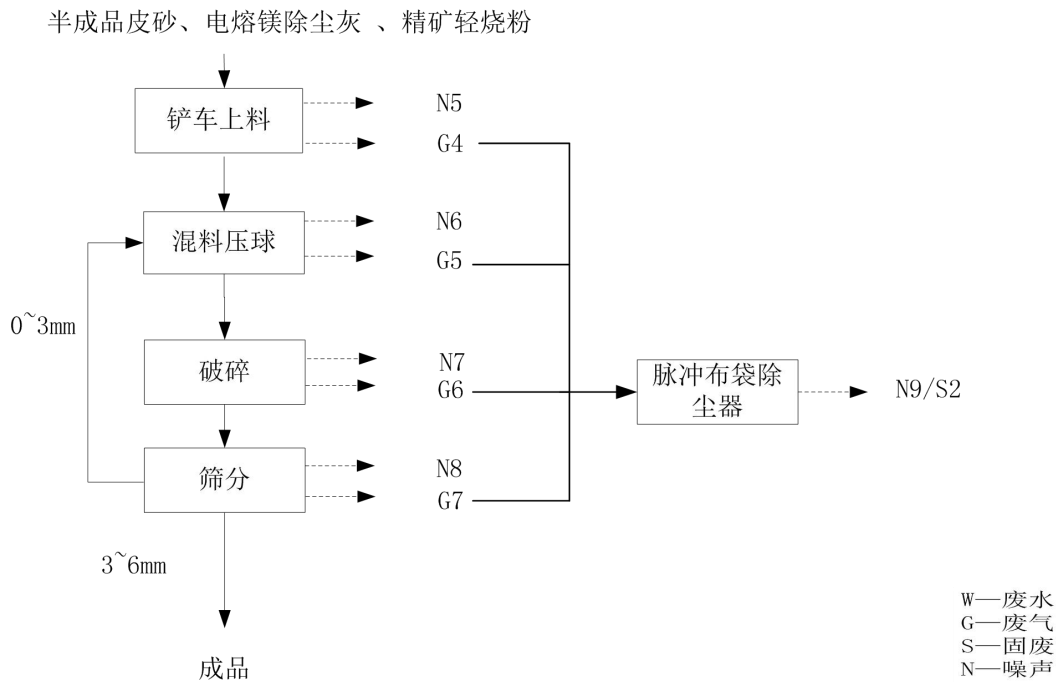 半成品皮砂、电熔镁除尘灰 、精矿轻烧粉
铲车上料
N5
G4
混料压球
N6
G5
0~3mm
破碎
N7
G6
脉冲布袋除
尘器
N9/S2
筛分
N8
G7
3~6mm
成品
W—废水
G—废气
S—固废
N—噪声